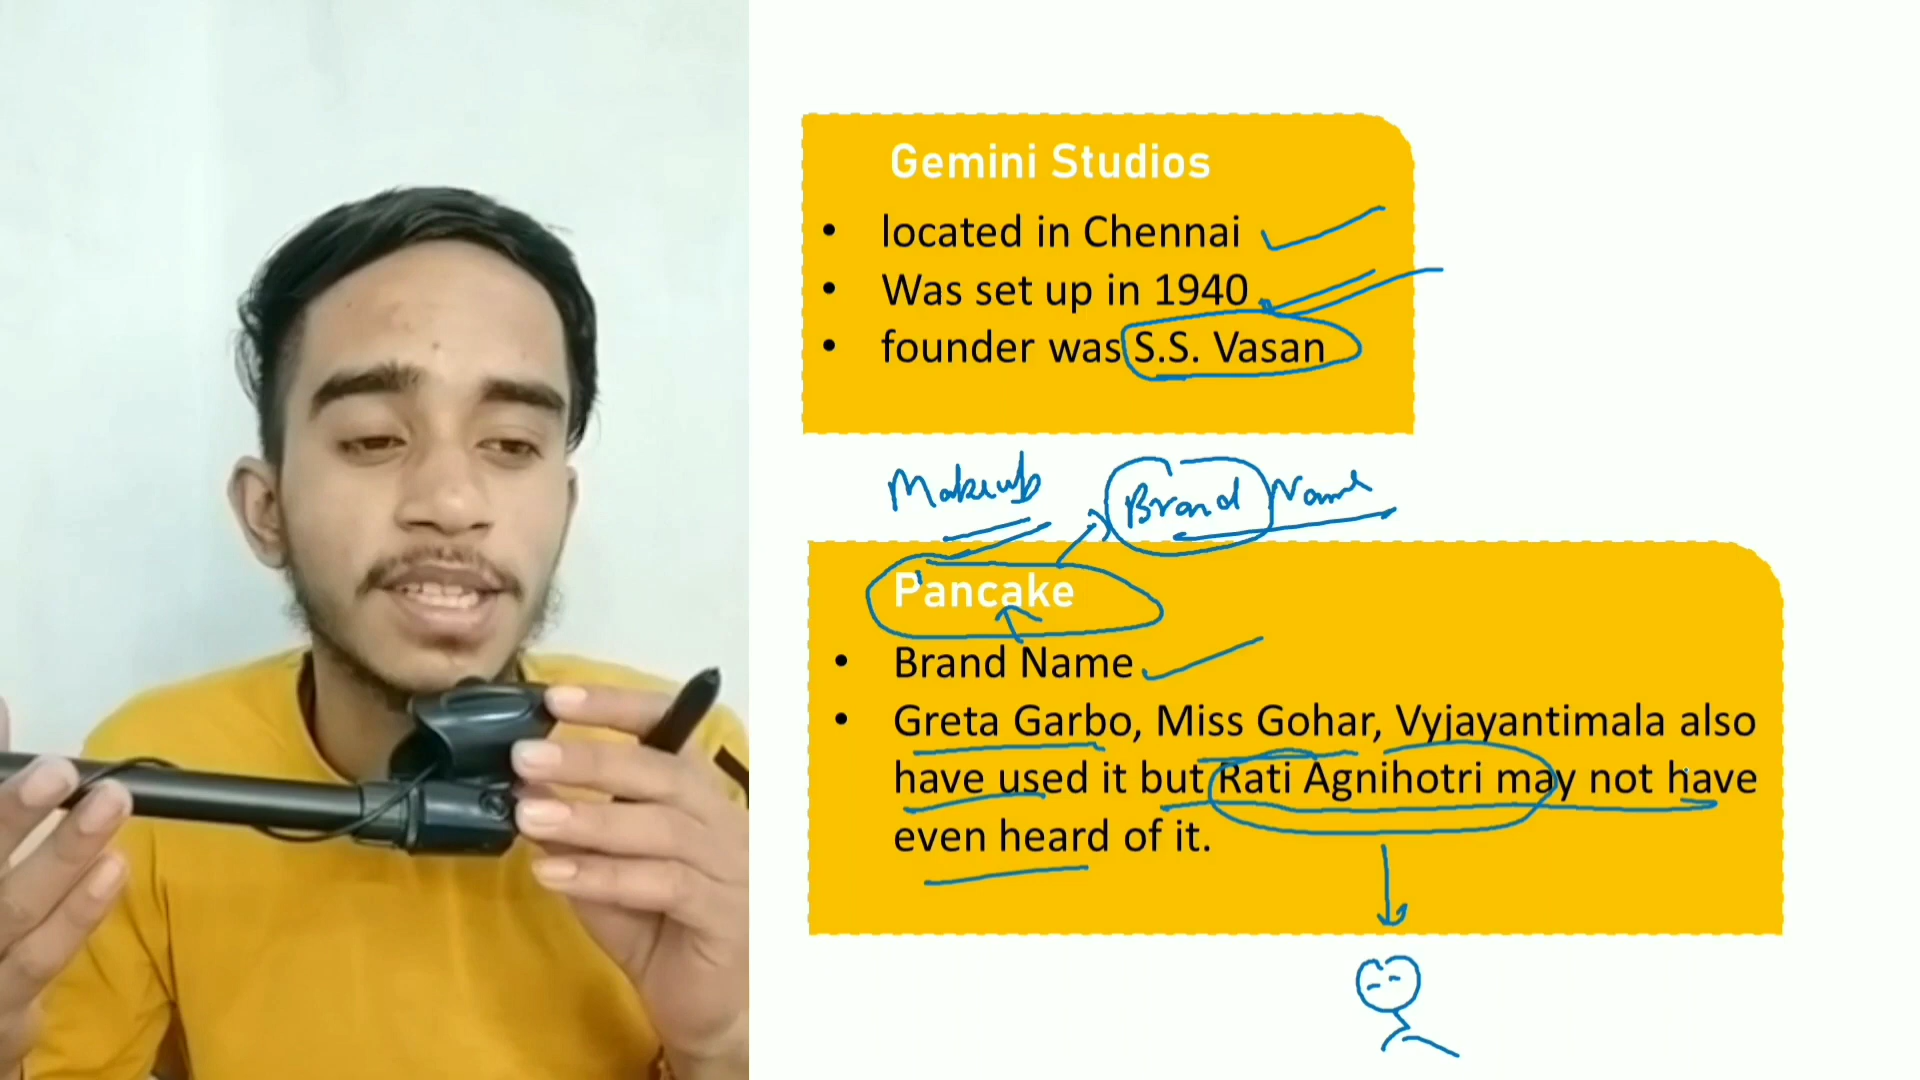 Gemini Studios
• located in Chennai
• Was set up in 1940
• founder was S.S. Vasan
Makeup Brand Name
Pancake
• Brand Name
• Greta Garbo, Miss Gohar, Vyjayantimala also
have used it but Rati Agnihotri may not have
even heard of it.